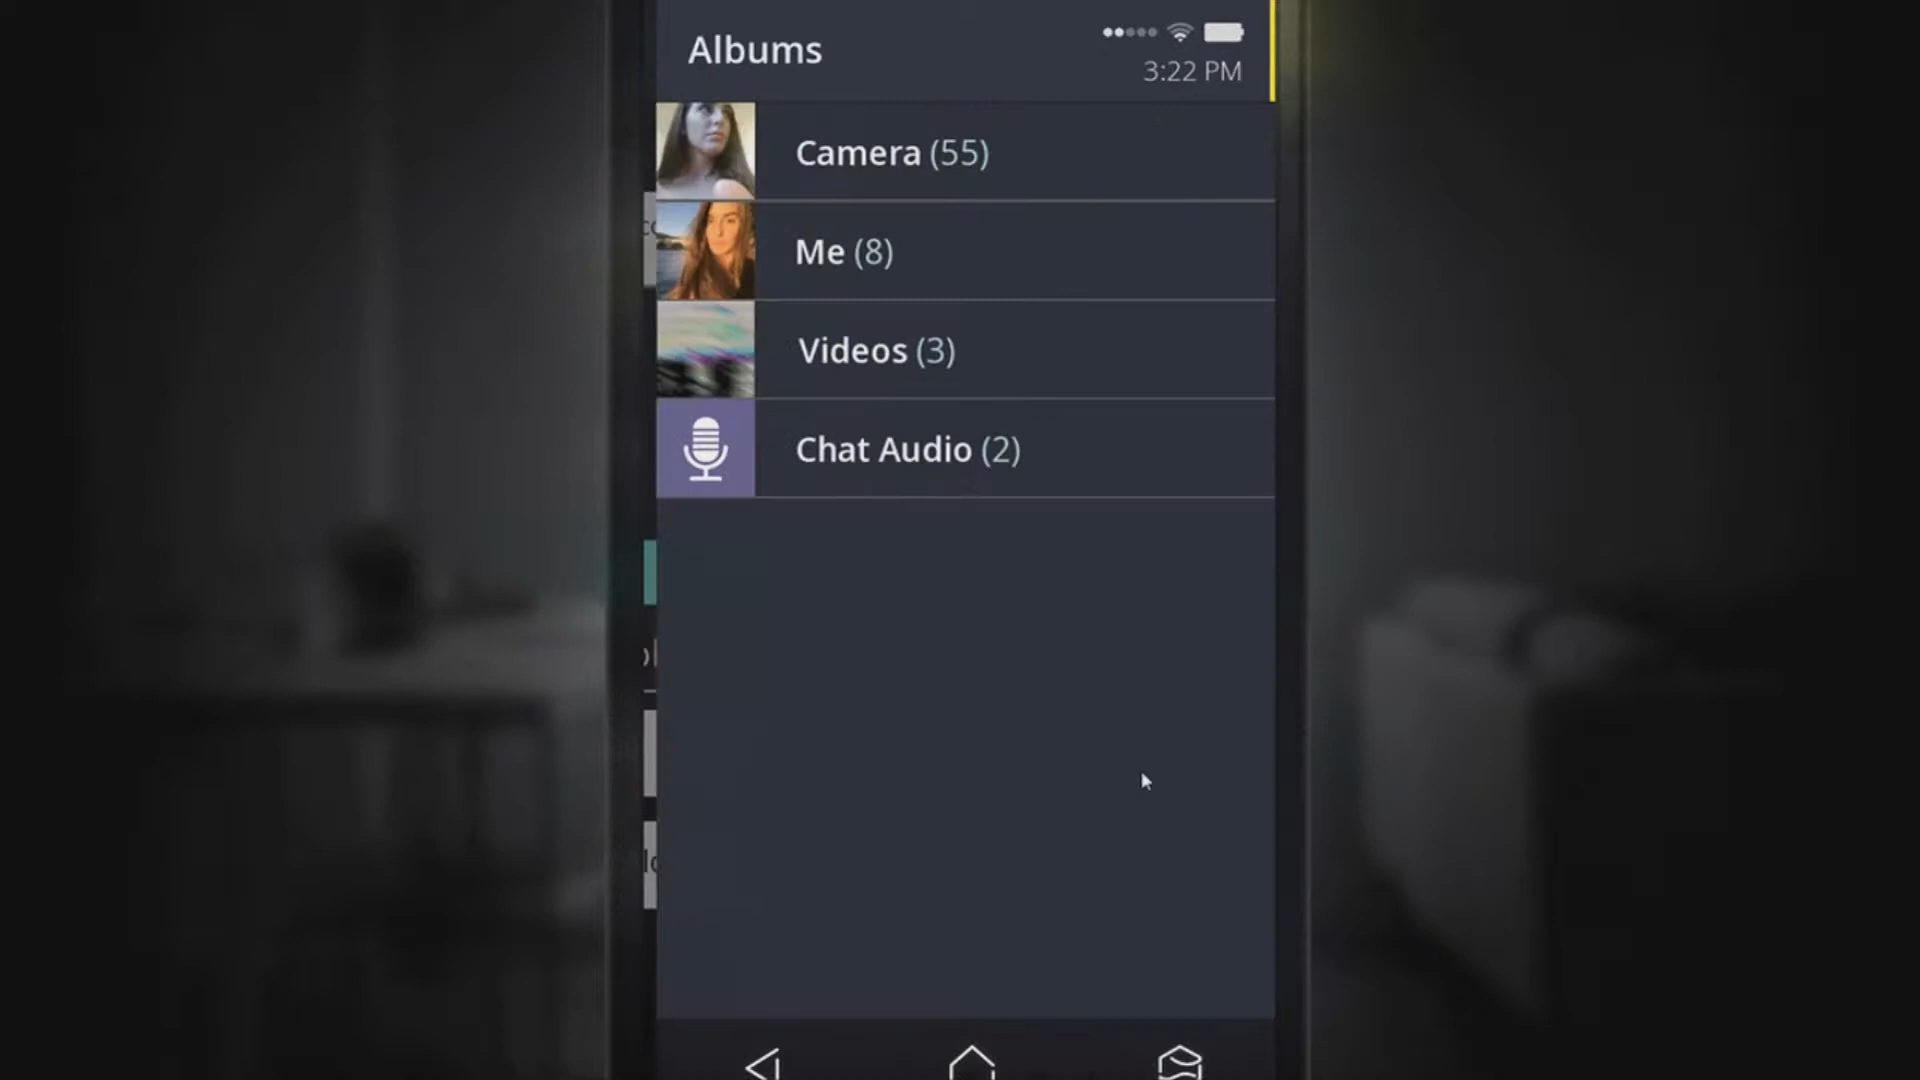 Albums
3:22 PM
Camera (55)
Me (8)
Videos (3)
Chat Audio (2)